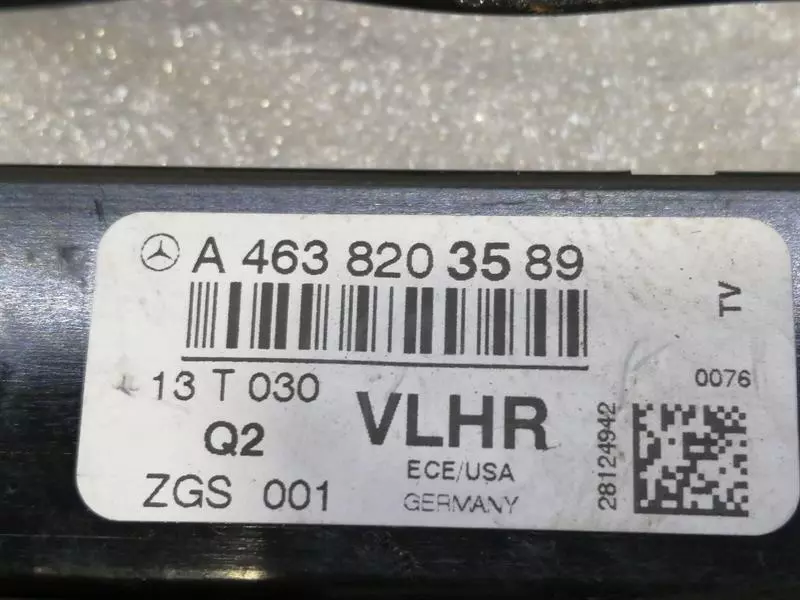 A 463 820 35 89
TV
13 T 030
0076
Q2
VLHR
ECE/USA
ZGS 001
GERMANY
28124942